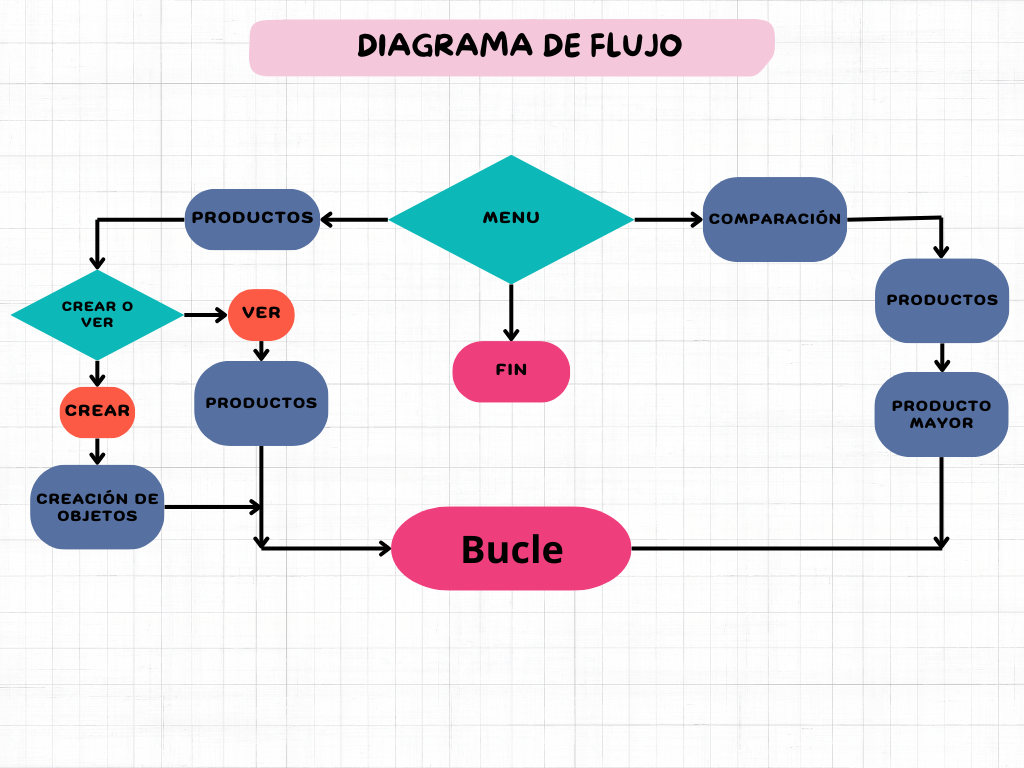 DIAGRAMA DE FLUJO
PRODUCTOS
MENU
COMPARACIÓN
CREAR O
VER
VER
PRODUCTOS
CREAR
PRODUCTOS
FIN
PRODUCTO
MAYOR
CREACIÓN DE
OBJETOS
Bucle